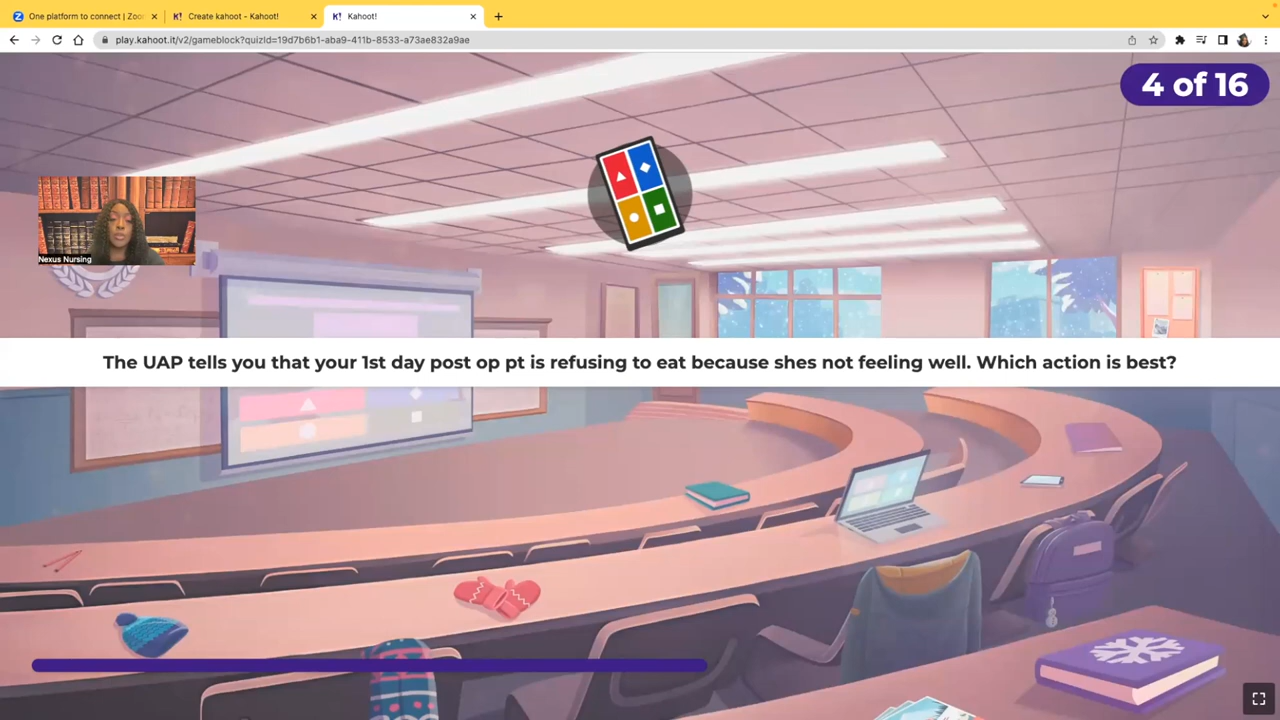 One platform to connect | Zoo
Create kahoot - Kahoot!
Kahoot!
play.kahoot.it/v2/gameblock?quizId=19d7b6b1-aba9-411b-8533-a73ae832a9ae
4 of 16
Nexus Nursing
The UAP tells you that your 1st day post op pt is refusing to eat because shes not feeling well. Which action is best?